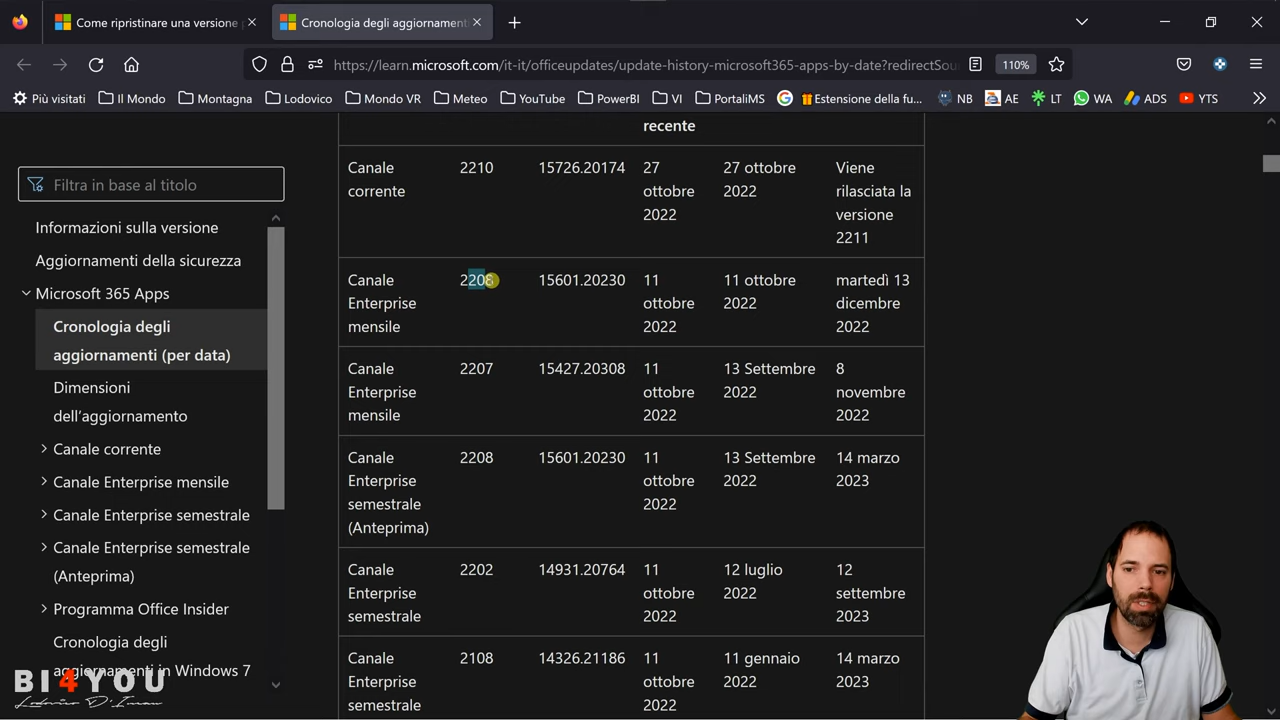 Come ripristinare una versione
Cronologia degli aggiornament
https://learn.microsoft.com/it-it/officeupdates/update-history-microsoft365-apps-by-date?redirectSou
110%
Più visitati
Il Mondo
Montagna
Lodovico
Mondo VR
Meteo
YouTube
PowerBI
VI
PortaliMS
Estensione della fu...
NB
AE
LT
WA
ADS
YTS
Filtra in base al titolo
Informazioni sulla versione
Aggiornamenti della sicurezza
Microsoft 365 Apps
Cronologia degli
aggiornamenti (per data)
Dimensioni
dell'aggiornamento
Canale corrente
Canale Enterprise mensile
Canale Enterprise semestrale
Canale Enterprise semestrale
(Anteprima)
Programma Office Insider
Cronologia degli
aggiornamenti in Windows 7
recente
Canale 2210 15726.20174 27 27 ottobre Viene
corrente ottobre 2022 rilasciata la
2022 versione
2211
Canale 2208 15601.20230 11 11 ottobre martedì 13
Enterprise ottobre 2022 dicembre
mensile 2022 2022
Canale 2207 15427.20308 11 13 Settembre 8
Enterprise ottobre 2022 novembre
mensile 2022 2022
Canale 2208 15601.20230 11 13 Settembre 14 marzo
Enterprise ottobre 2022 2023
semestrale 2022
(Anteprima)
Canale 2202 14931.20764 11 12 luglio 12
Enterprise ottobre 2022 settembre
semestrale 2022 2023
Canale 2108 14326.21186 11 11 gennaio 14 marzo
Enterprise ottobre 2022 2023
semestrale 2022
BI4YOU